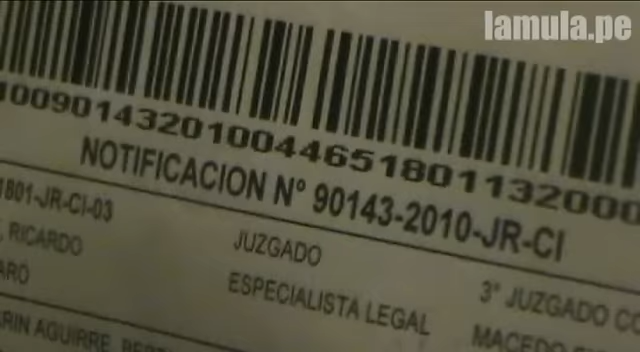 lamula.pe
00901432010044651801132000
NOTIFICACION N° 90143-2010-JR-CI
1801-JR-CI-03
RICARDO
JUZGADO
3° JUZGADO
ESPECIALISTA LEGAL
MACEDO
AGUIRRE,